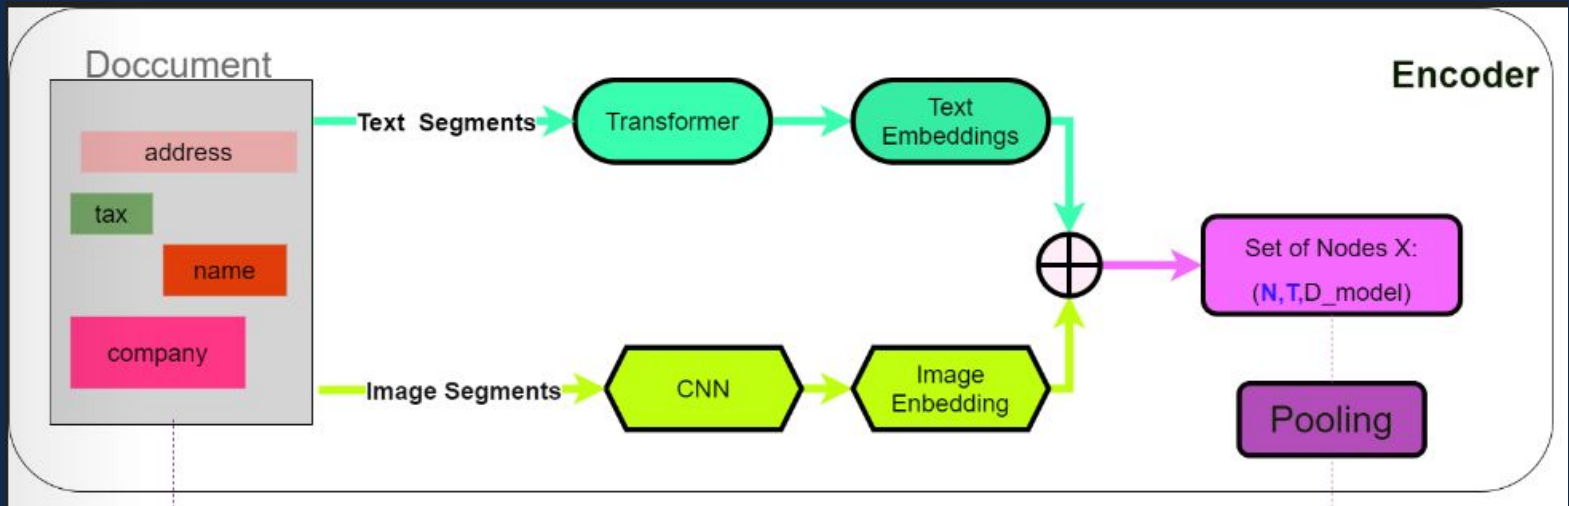 Doccument
Encoder
address
tax
name
company
Text Segments
Transformer
Text
Embeddings
Set of Nodes X:
(N,T,D_model)
Image Segments
CNN
Image
Enbedding
Pooling